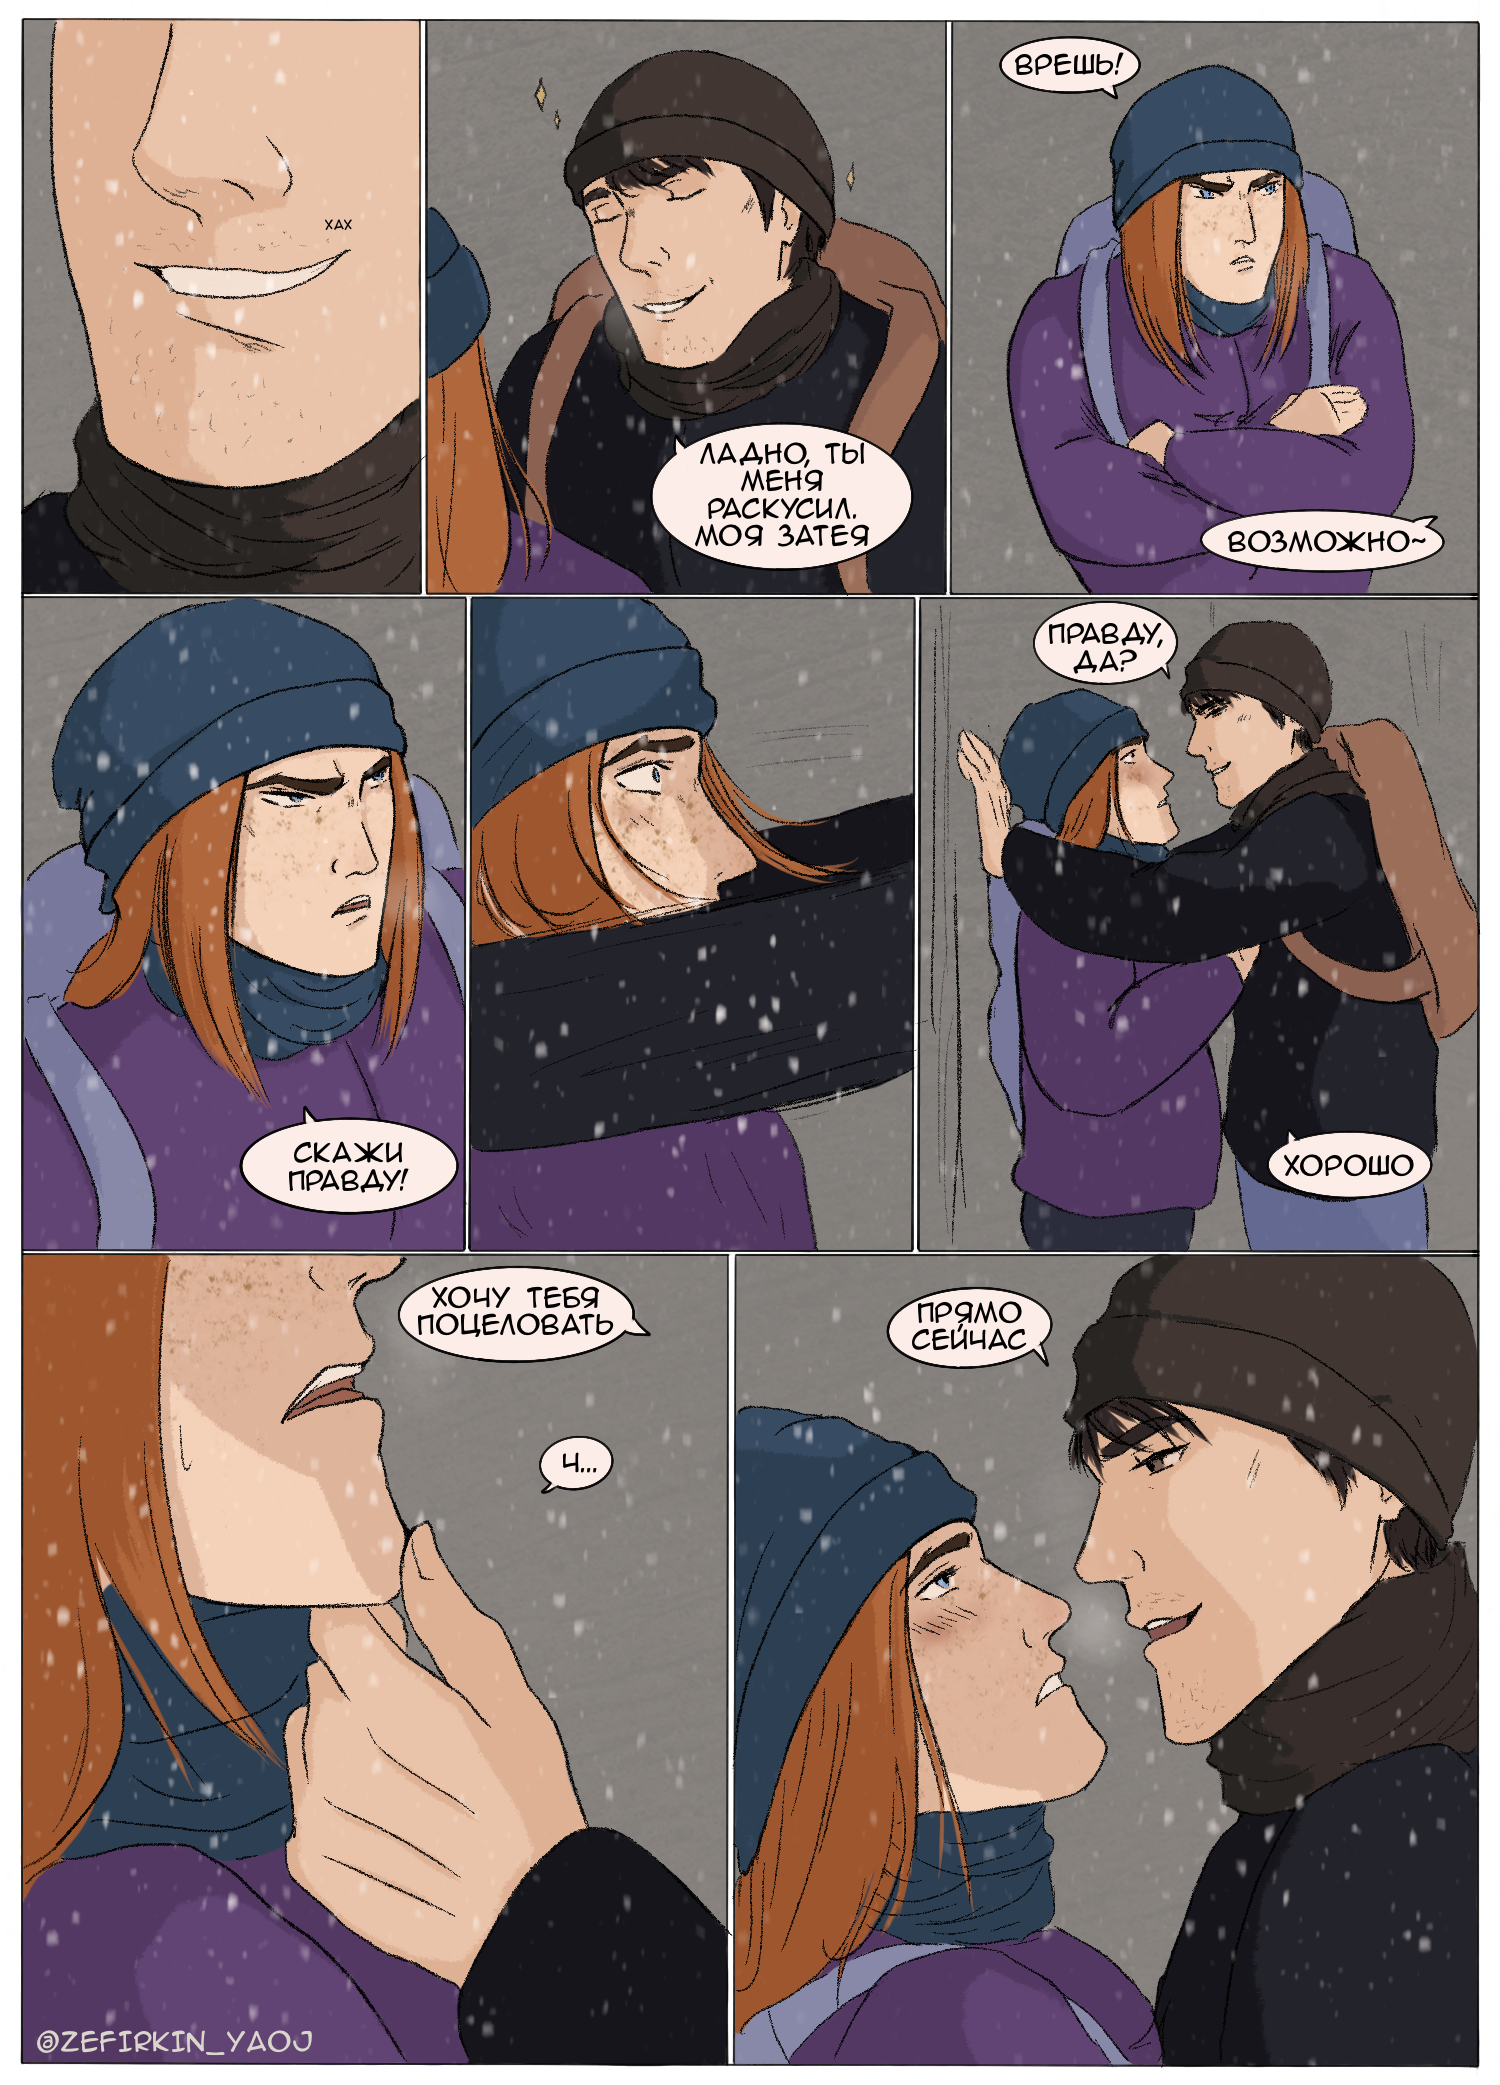 ХАХ
ЛАДНО, ТЫ
МЕНЯ
РАСКУСИЛ.
МОЯ ЗАТЕЯ
ВРЕШЬ!
ВОЗМОЖНО~
СКАЖИ
ПРАВДУ!
ПРАВДУ,
ДА?
ХОРОШО
ХОЧУ ТЕБЯ
ПОЦЕЛОВАТЬ
Ч...
ПРЯМО
СЕЙЧАС
@ZEFIRKIN_YAOJ